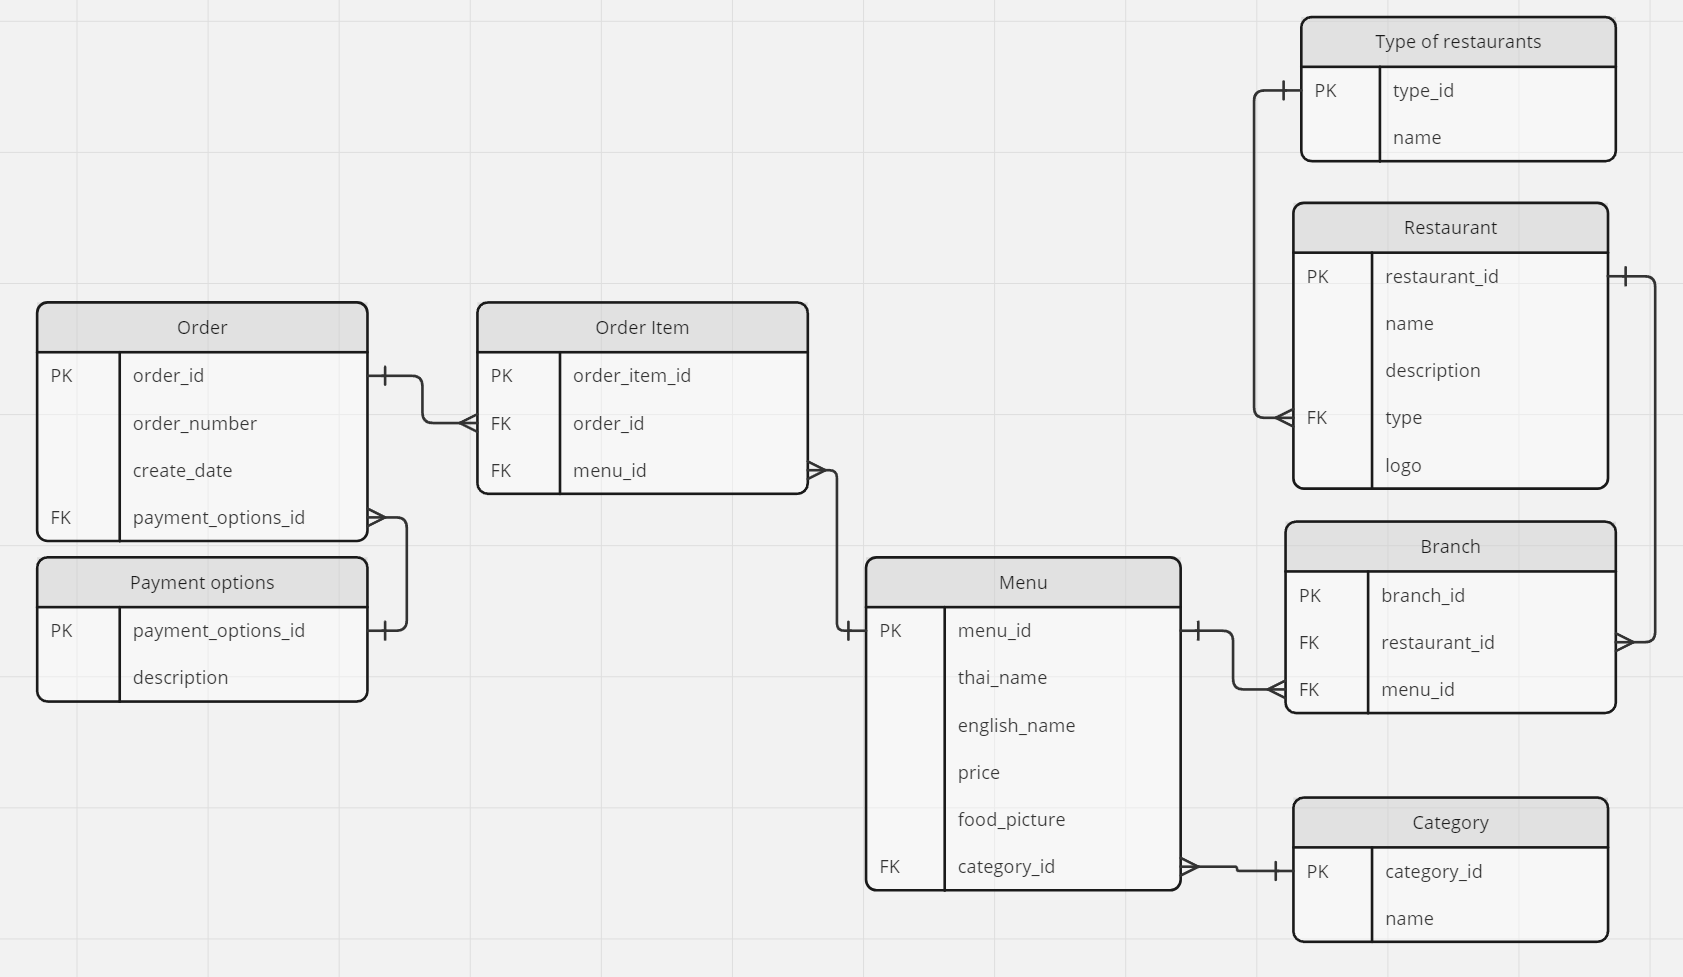 Type of restaurants
PK type_id
name
Restaurant
PK restaurant_id
name
description
FK type
logo
Order
PK order_id
order_number
create_date
FK payment_options_id
Order Item
PK order_item_id
FK order_id
FK menu_id
Payment options
PK payment_options_id
description
Menu
PK menu_id
thai_name
english_name
price
food_picture
FK category_id
Branch
PK branch_id
FK restaurant_id
FK menu_id
Category
PK category_id
name